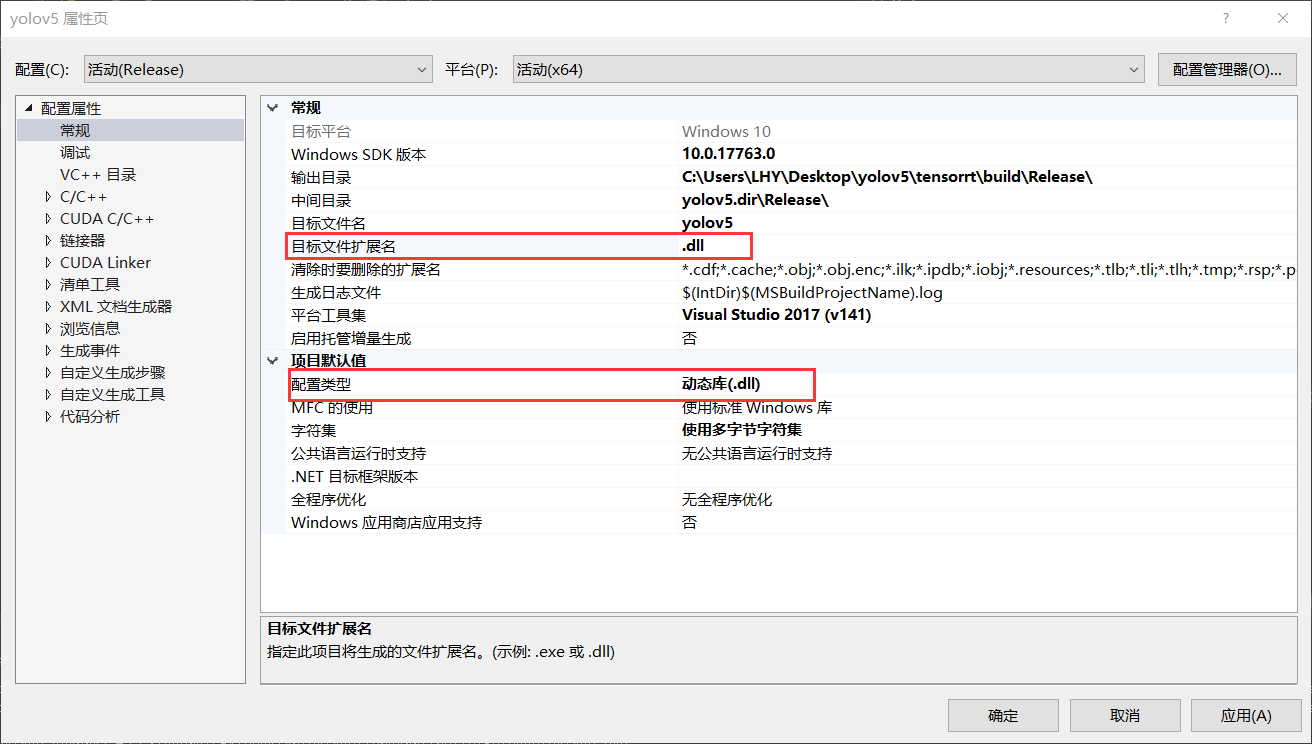 yolov5 属性页
配置(C): 活动(Release) 平台(P): 活动(x64) 配置管理器(O)...
配置属性
常规
调试
VC++ 目录
C/C++
CUDA C/C++
链接器
CUDA Linker
清单工具
XML 文档生成器
浏览信息
生成事件
自定义生成步骤
自定义生成工具
代码分析
常规
目标平台 Windows 10
Windows SDK 版本 10.0.17763.0
输出目录 C:\Users\LHY\Desktop\yolov5\tensorrt\build\Release\
中间目录 yolov5.dir\Release\
目标文件名 yolov5
目标文件扩展名 .dll
清除时要删除的扩展名 *.cdf;*.cache;*.obj;*.obj.enc;*.ilk;*.ipdb;*.iobj;*.resources;*.tlb;*.tli;*.tlh;*.tmp;*.rsp;*.p
生成日志文件 $(IntDir)$(MSBuildProjectName).log
平台工具集 Visual Studio 2017 (v141)
启用托管增量生成 否
项目默认值
配置类型 动态库(.dll)
MFC 的使用 使用标准 Windows 库
字符集 使用多字节字符集
公共语言运行时支持 无公共语言运行时支持
.NET 目标框架版本
全程序优化 无全程序优化
Windows 应用商店应用支持 否
目标文件扩展名
指定此项目将生成的文件扩展名。(示例: .exe 或 .dll)
确定 取消 应用(A)